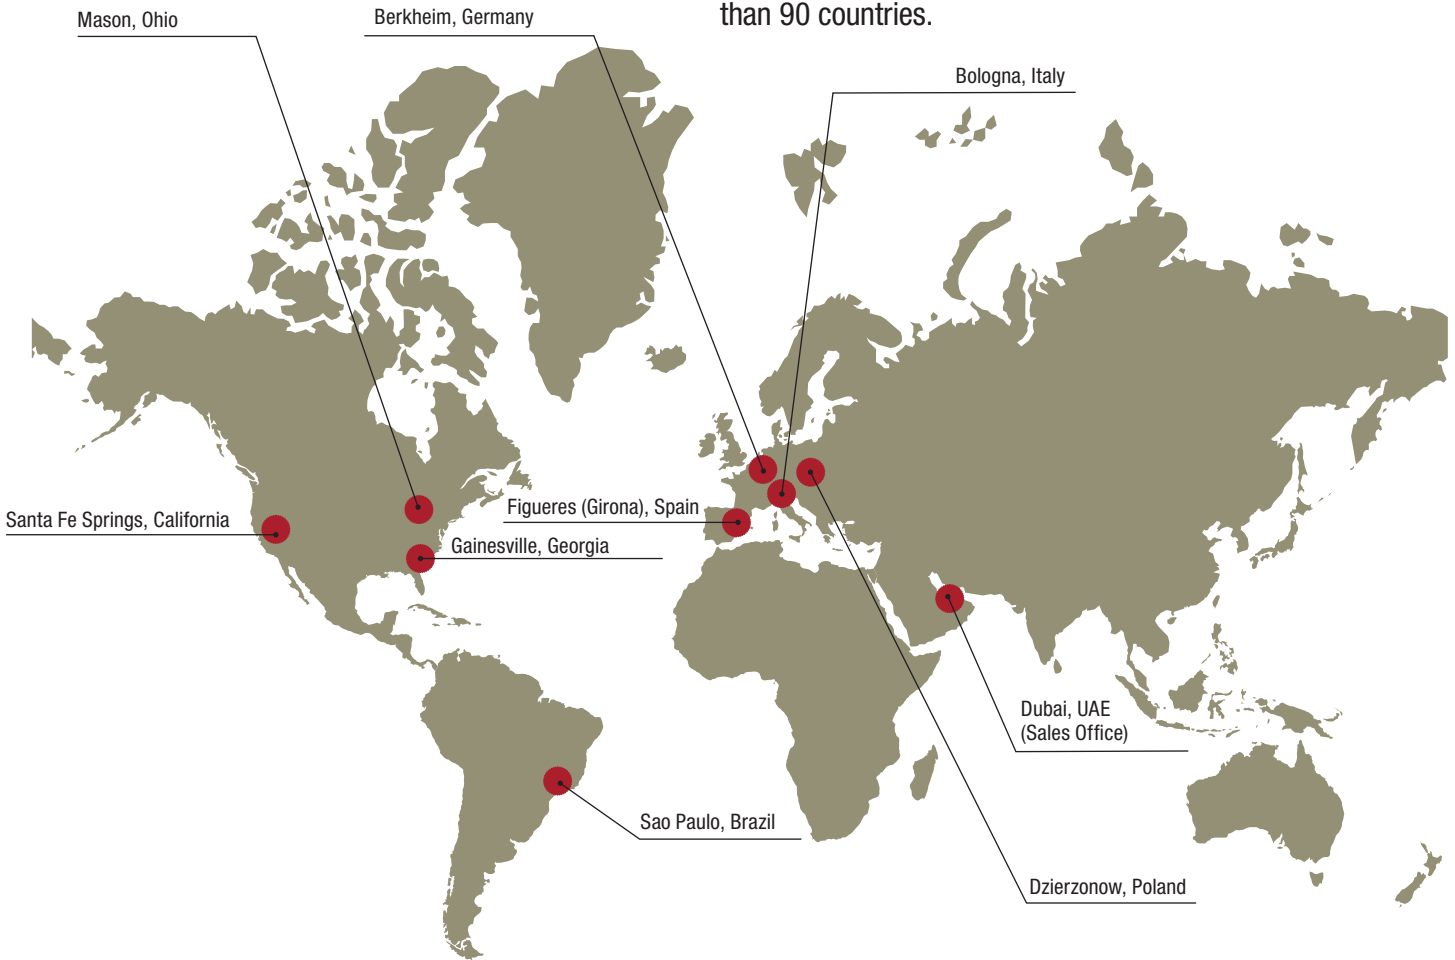 than 90 countries.
Mason, Ohio
Berkheim, Germany
Bologna, Italy
Santa Fe Springs, California
Figueres (Girona), Spain
Gainesville, Georgia
Dubai, UAE
(Sales Office)
Sao Paulo, Brazil
Dzierzonow, Poland